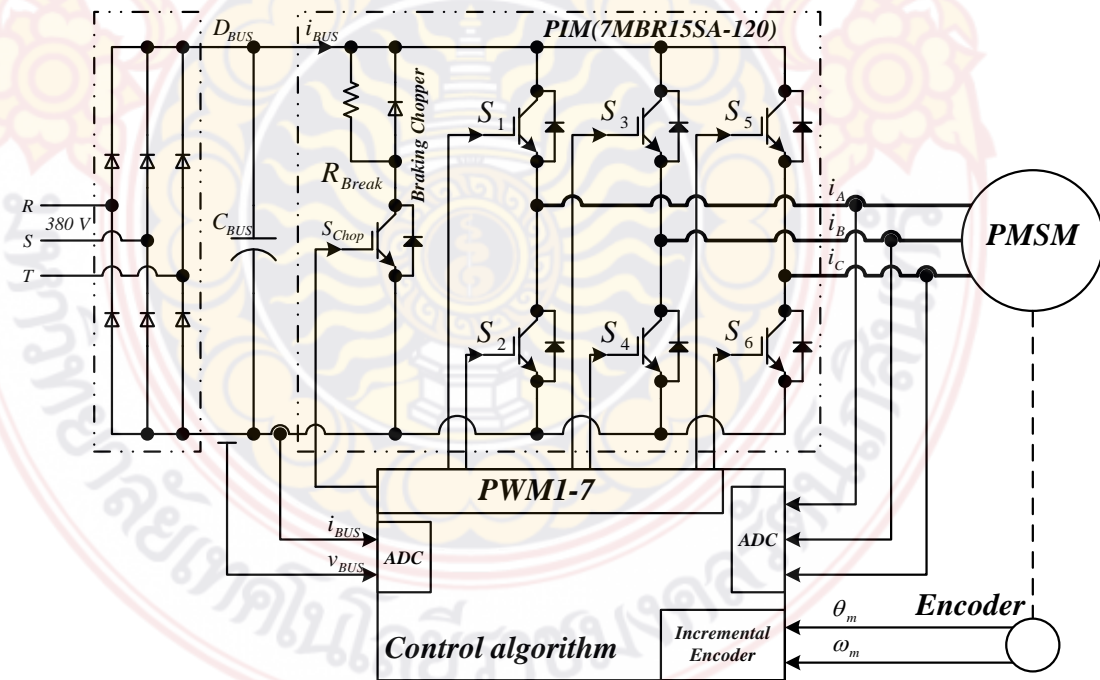 D_BUS
i_BUS
PIM(7MBR15SA-120)
Braking Chopper
S_1
S_3
S_5
R_Break
i_A
R
380 V
C_BUS
S_Chop
S
i_B
PMSM
T
i_C
S_2
S_4
S_6
PWM1-7
i_BUS
ADC
ADC
v_BUS
θ_m
Encoder
Control algorithm
Incremental
Encoder
ω_m